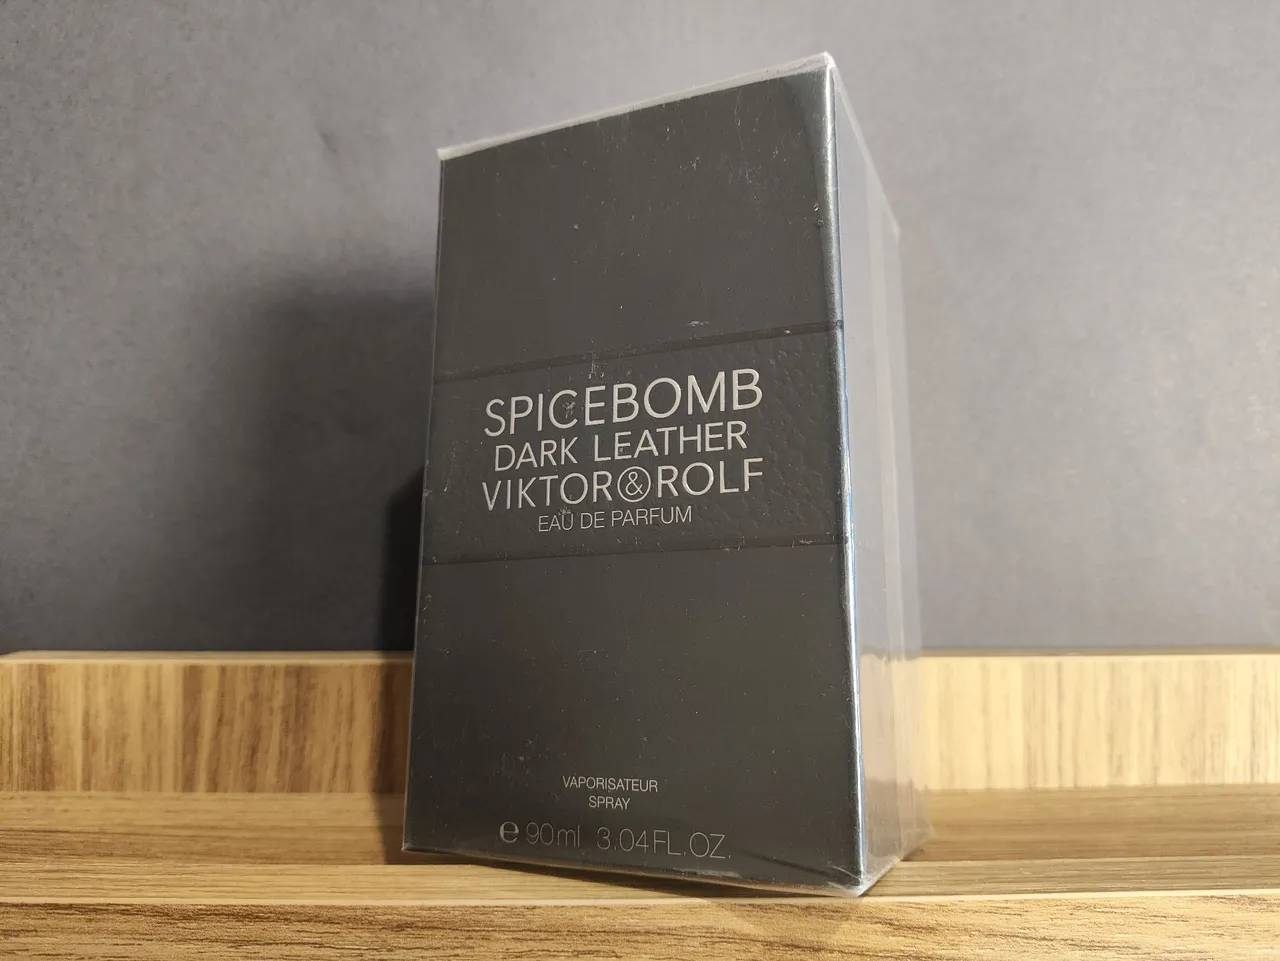 SPICEBOMB
DARK LEATHER
VIKTOR&ROLF
EAU DE PARFUM
VAPORISATEUR
SPRAY
e 90ml 3.04FL.OZ.